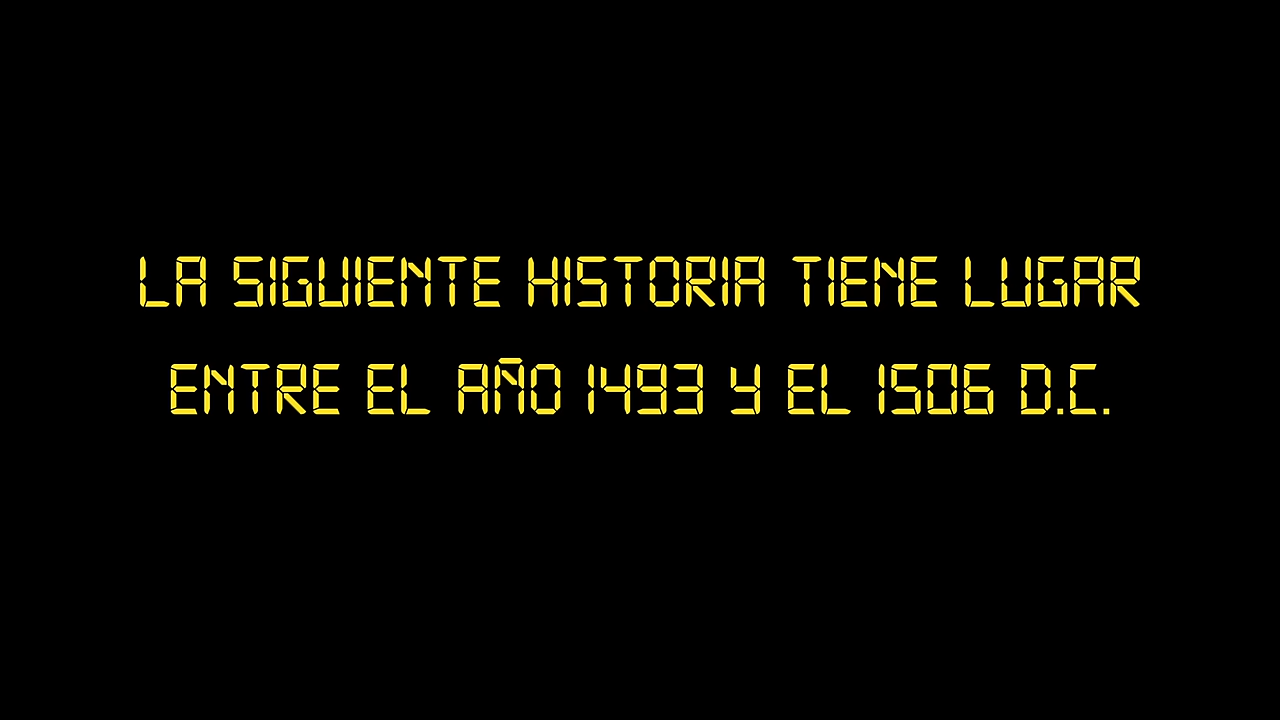 LA SIGUIENTE HISTORIA TIENE LUGAR
ENTRE EL AÑO 1493 Y EL 1506 D.C.